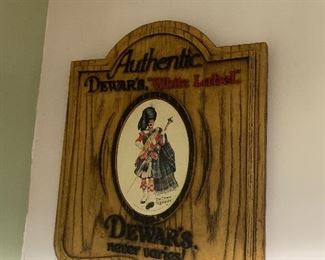 Authentic
DEWAR'S "White Label"
DEWAR'S
never varies!